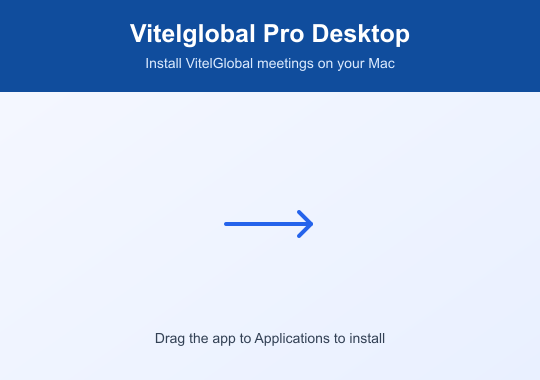 Vitelglobal Pro Desktop
Install VitelGlobal meetings on your Mac
Drag the app to Applications to install